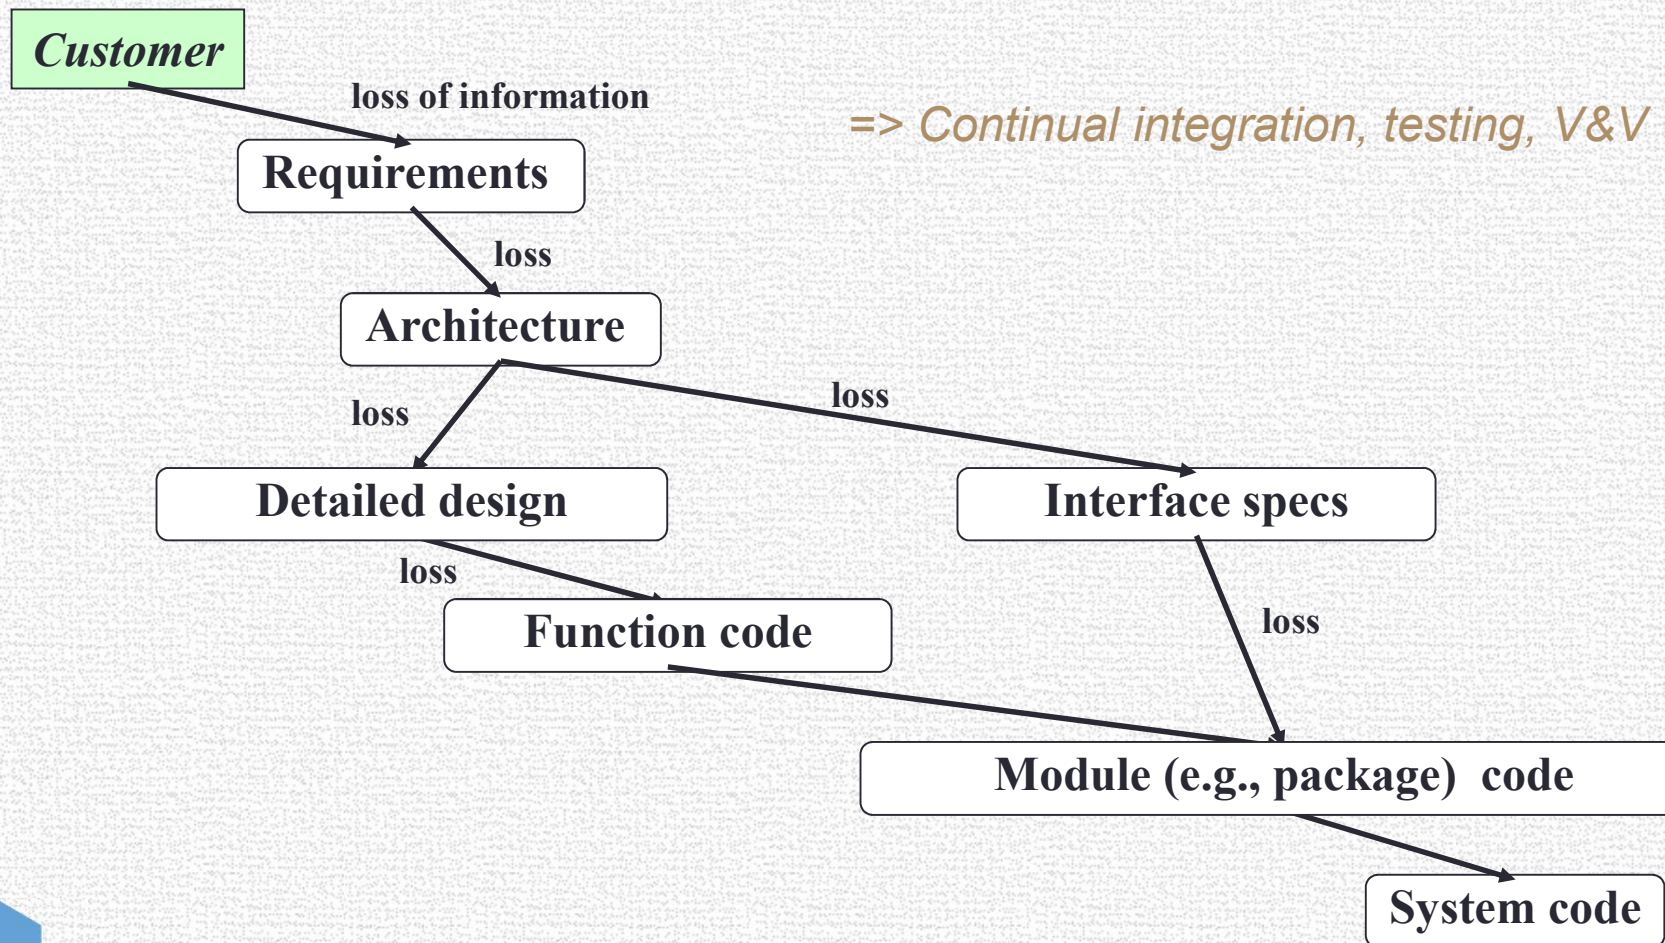 Customer
loss of information
=> Continual integration, testing, V&V
Requirements
loss
Architecture
loss
loss
Detailed design
Interface specs
loss
Function code
loss
Module (e.g., package) code
System code